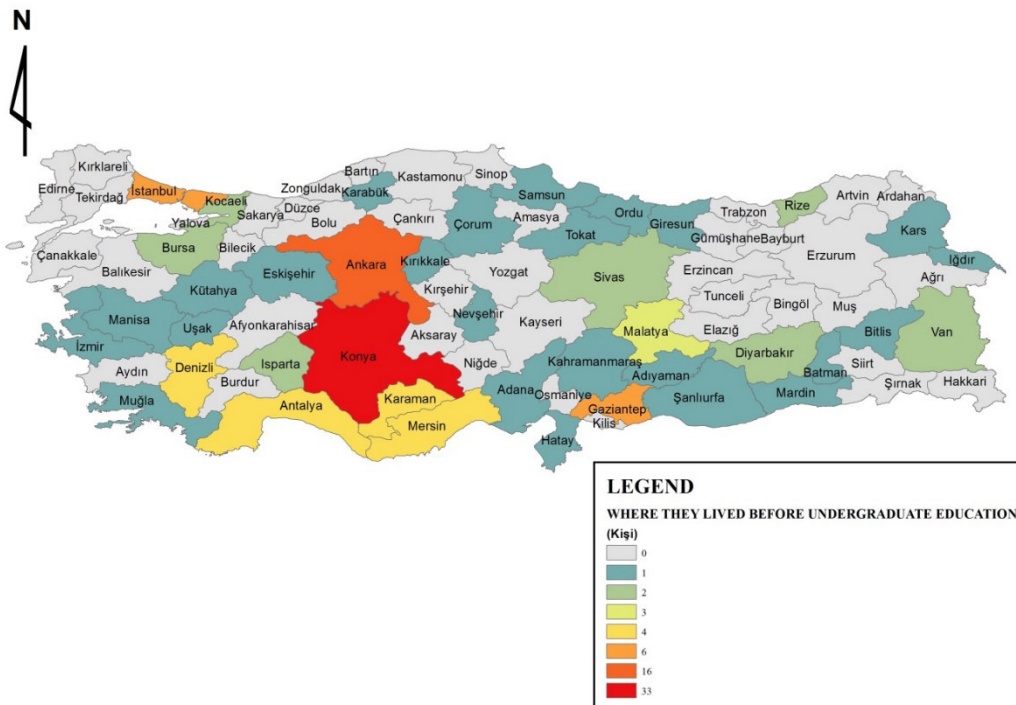 N
Kırklareli
Edirne
Tekirdağ
İstanbul
Kocaeli
Yalova
Sakarya
Düzce
Zonguldak
Bartın
Karabük
Kastamonu
Sinop
Samsun
Bolu
Çankırı
Çorum
Amasya
Ordu
Tokat
Giresun
Trabzon
Rize
Artvin
Ardahan
Gümüşhane
Bayburt
Kars
Iğdır
Erzurum
Ağrı
Çanakkale
Balıkesir
Bursa
Bilecik
Eskişehir
Ankara
Kırıkkale
Yozgat
Sivas
Erzincan
Kütahya
Kırşehir
Tunceli
Bingöl
Muş
Manisa
Uşak
Afyonkarahisar
Nevşehir
Kayseri
Malatya
Elazığ
Bitlis
Van
İzmir
Aksaray
Konya
Niğde
Kahramanmaraş
Diyarbakır
Batman
Siirt
Aydın
Denizli
Isparta
Burdur
Adıyaman
Şırnak
Hakkari
Muğla
Antalya
Karaman
Mersin
Adana
Osmaniye
Gaziantep
Kilis
Şanlıurfa
Mardin
Hatay
LEGEND
WHERE THEY LIVED BEFORE UNDERGRADUATE EDUCATION
(Kişi)
0
1
2
3
4
6
16
33